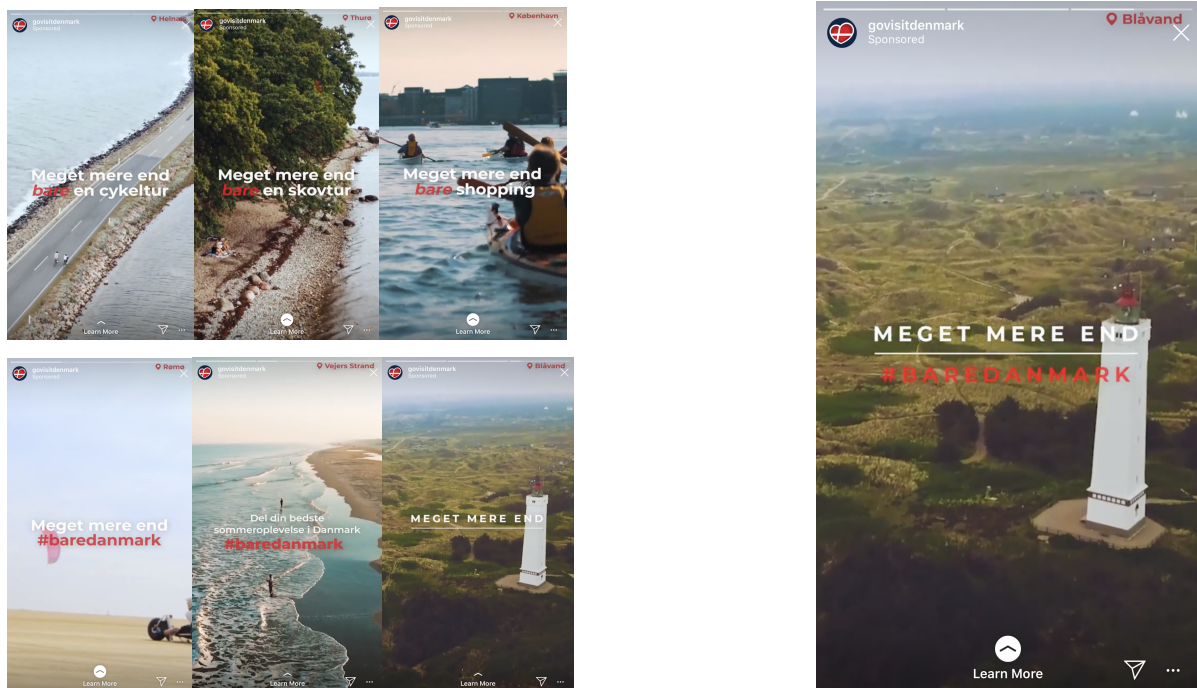 govisitdenmark
Sponsored
Helnæs
Meget mere end
bare en cykeltur
Learn More
govisitdenmark
Sponsored
Thurø
Meget mere end
bare en skovtur
Learn More
govisitdenmark
Sponsored
København
Meget mere end
bare shopping
Learn More
govisitdenmark
Sponsored
Rømø
Meget mere end
#baredanmark
Learn More
govisitdenmark
Sponsored
Vejers Strand
Del din bedste
sommeroplevelse i Danmark
#baredanmark
Learn More
govisitdenmark
Sponsored
Blåvand
MEGET MERE END
Learn More
govisitdenmark
Sponsored
Blåvand
MEGET MERE END
#BAREDANMARK
Learn More